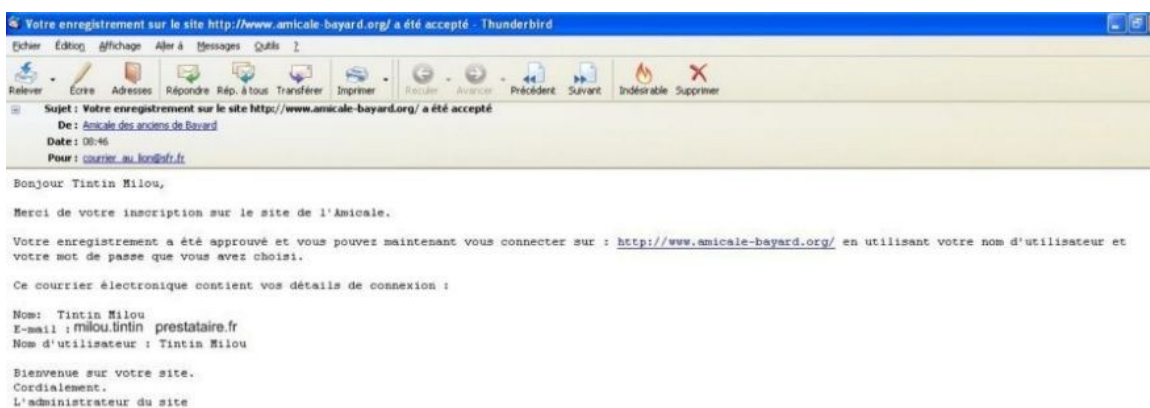 Votre enregistrement sur le site http://www.amicale-bayard.org/ a été accepté - Thunderbird
Fichier Édition Affichage Aller à Messages Outils ?
Relever Écrire Adresses Répondre Rép. à tous Transférer Imprimer Reculer Avancer Précédent Suivant Indésirable Supprimer
Sujet : Votre enregistrement sur le site http://www.amicale-bayard.org/ a été accepté
De : Amicale des anciens de Bayard
Date : 08:46
Pour : courrier_au_lion@sfr.fr
Bonjour Tintin Milou,
Merci de votre inscription sur le site de l'Amicale.
Votre enregistrement a été approuvé et vous pouvez maintenant vous connecter sur : http://www.amicale-bayard.org/ en utilisant votre nom d'utilisateur et
votre mot de passe que vous avez choisi.
Ce courrier électronique contient vos détails de connexion :
Nom: Tintin Milou
E-mail : milou.tintin prestataire.fr
Nom d'utilisateur : Tintin Milou
Bienvenue sur votre site.
Cordialement.
L'administrateur du site